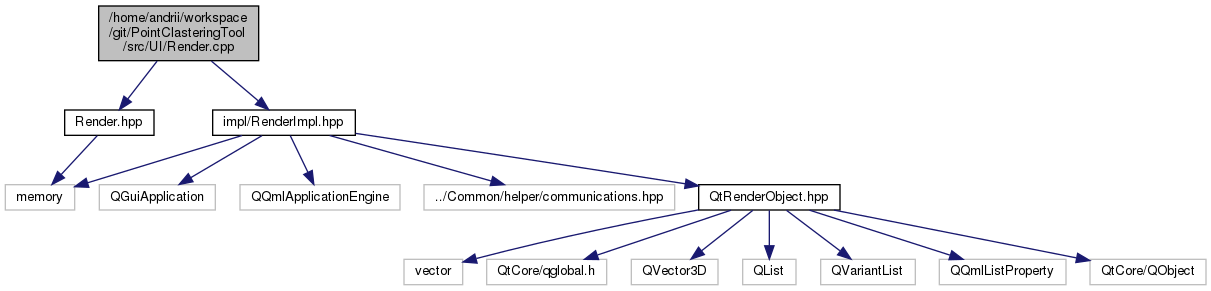 /home/andrii/workspace
/git/PointClasteringTool
/src/UI/Render.cpp
Render.hpp
impl/RenderImpl.hpp
memory
QGuiApplication
QQmlApplicationEngine
../Common/helper/communications.hpp
QtRenderObject.hpp
vector
QtCore/qglobal.h
QVector3D
QList
QVariantList
QQmlListProperty
QtCore/QObject